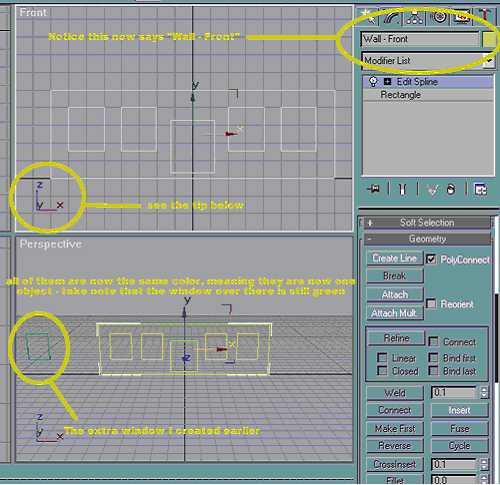 Front
Notice this now says "Wall - Front"
Wall - Front
Modifier List
Edit Spline
Rectangle
y
x
z
y
x
see the tip below
Soft Selection
Geometry
Create Line
PolyConnect
Break
Attach
Reorient
Attach Mult.
Refine
Connect
Linear
Bind first
Closed
Bind last
Weld
0.1
Connect
Insert
Make First
Fuse
Reverse
Cycle
CrossInsert
0.1
Fillet
0.0
Perspective
all of them are now the same color, meaning they are now one
object - take note that the window over there is still green
y
x
z
The extra window I created earlier
z
y
x